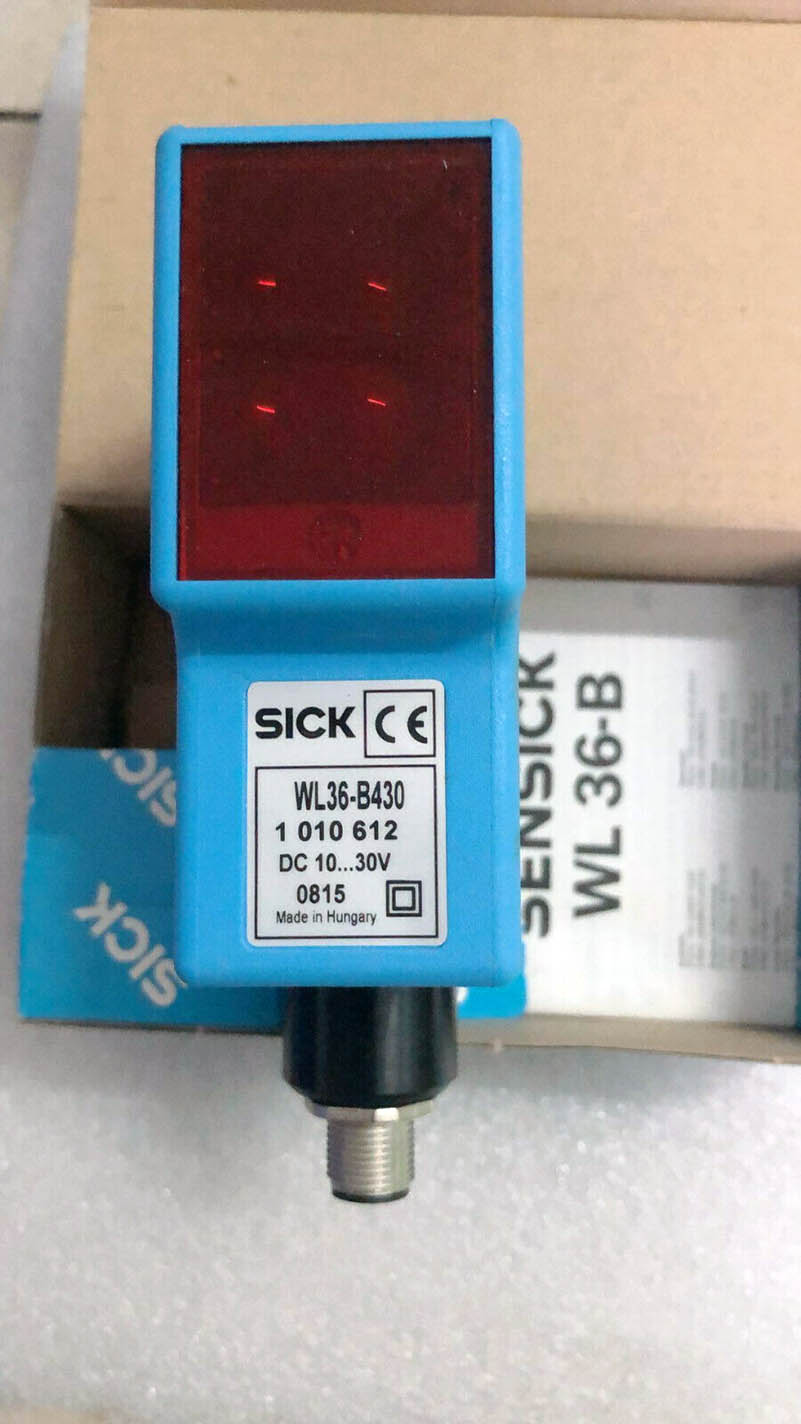 SICK CE
WL36-B430
1 010 612
DC 10...30V
0815
Made in Hungary
SENSICK
WL 36-B
SICK
SICK